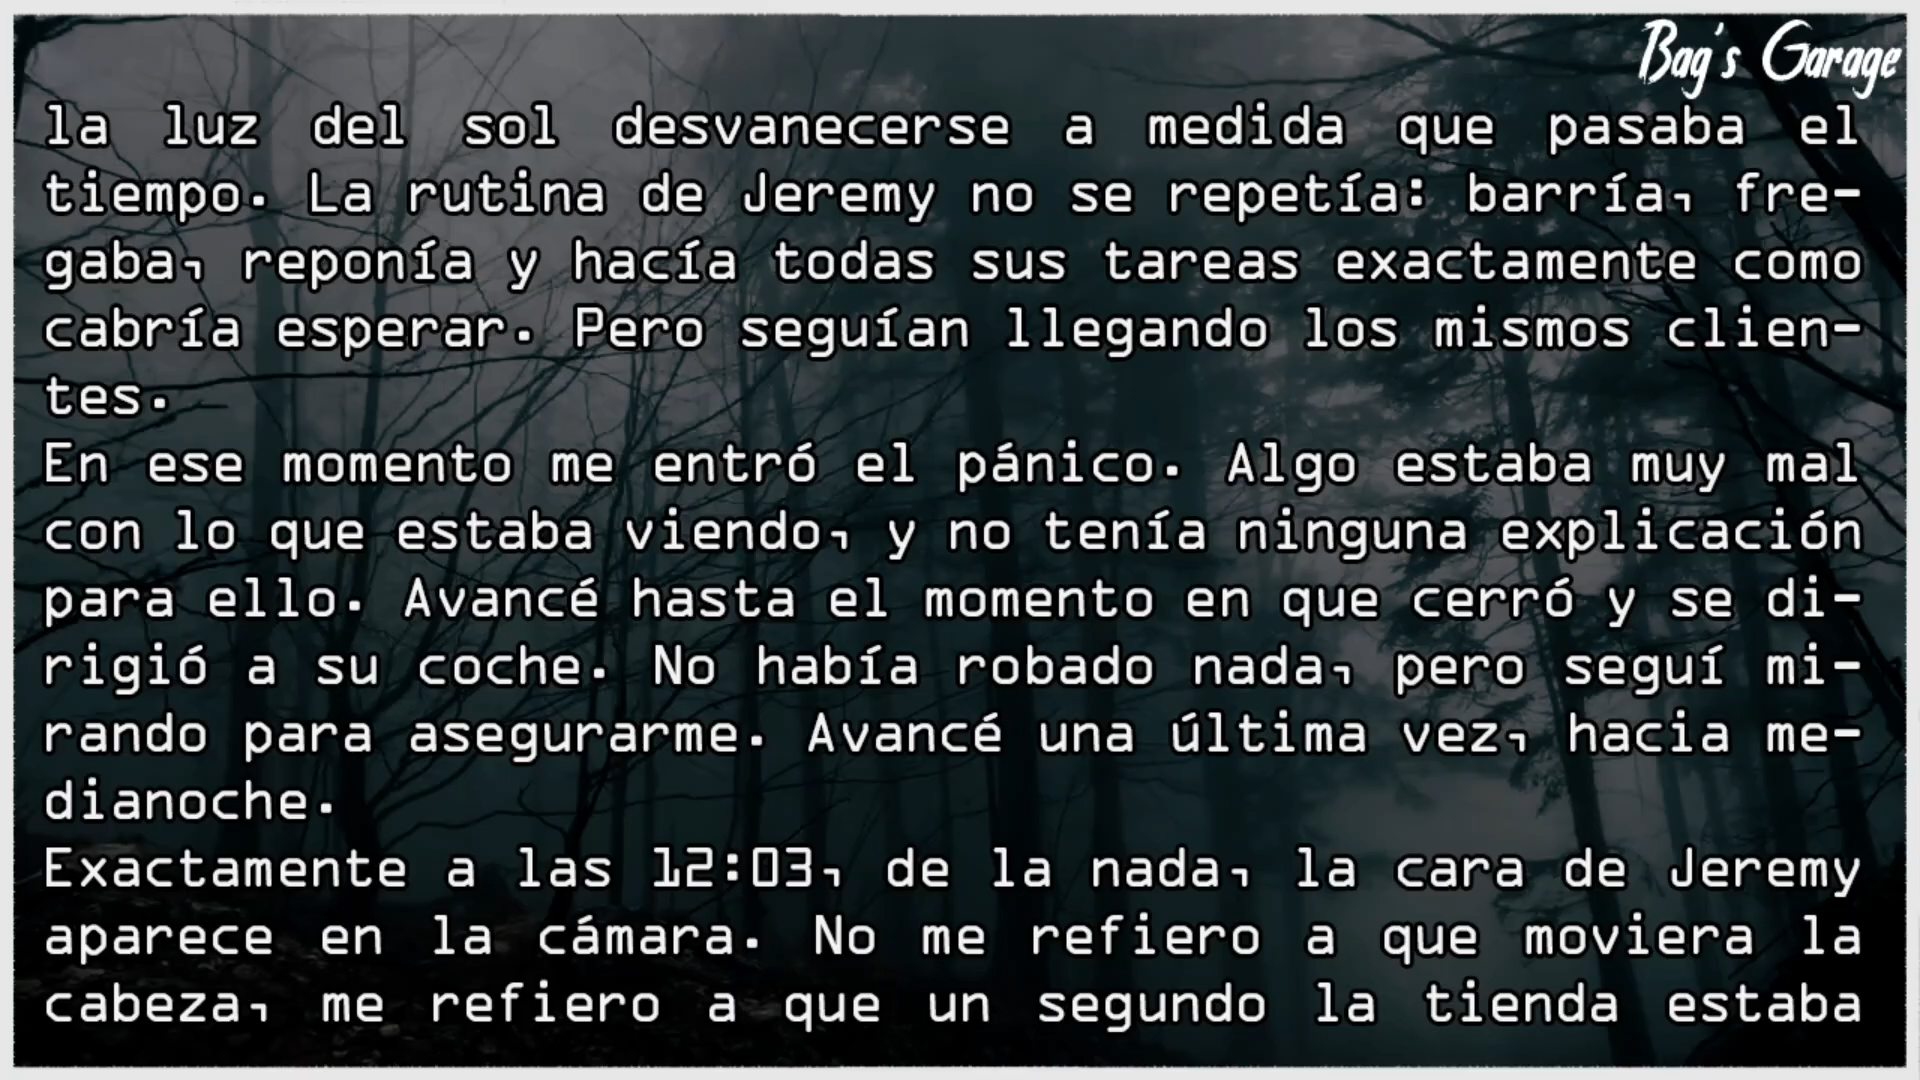 Bag's Garage
la luz del sol desvanecerse a medida que pasaba el
tiempo. La rutina de Jeremy no se repetía: barría, fre-
gaba, reponía y hacía todas sus tareas exactamente como
cabría esperar. Pero seguían llegando los mismos clien-
tes.
En ese momento me entró el pánico. Algo estaba muy mal
con lo que estaba viendo, y no tenía ninguna explicación
para ello. Avancé hasta el momento en que cerró y se di-
rigió a su coche. No había robado nada, pero seguí mi-
rando para asegurarme. Avancé una última vez, hacia me-
dianoche.
Exactamente a las 12:03, de la nada, la cara de Jeremy
aparece en la cámara. No me refiero a que moviera la
cabeza, me refiero a que un segundo la tienda estaba